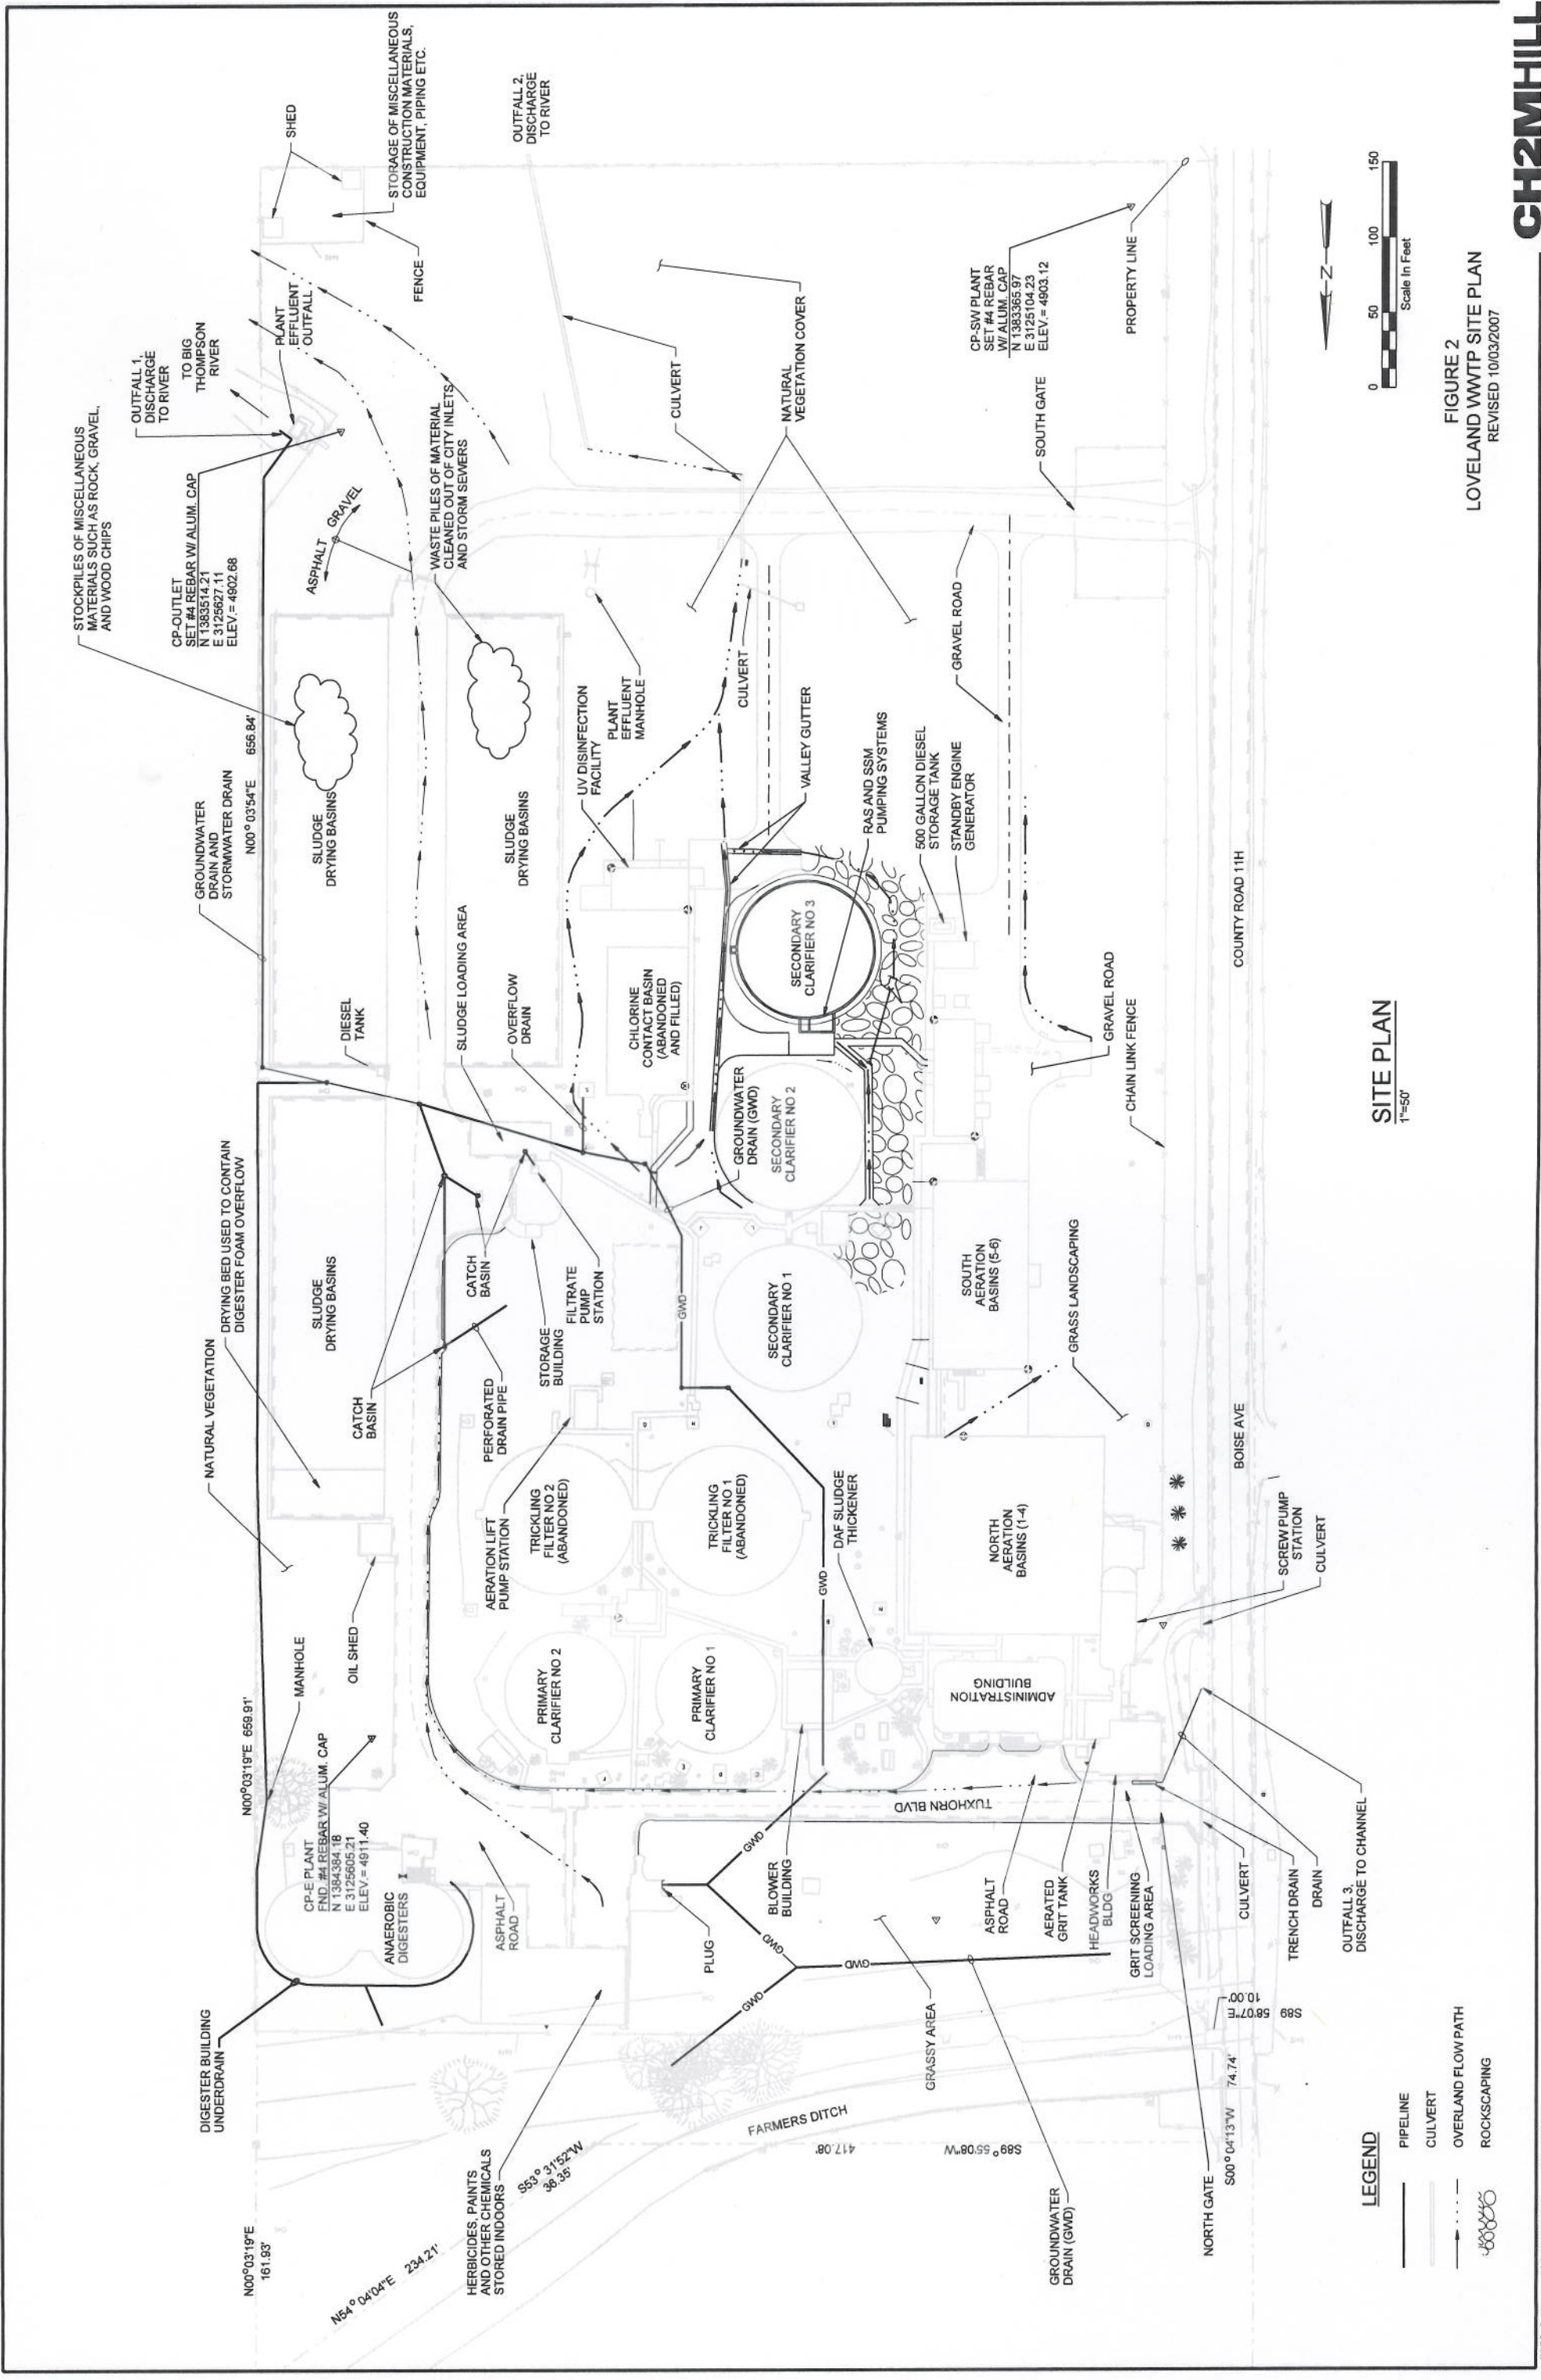 STOCKPILES OF MISCELLANEOUS
MATERIALS SUCH AS ROCK, GRAVEL,
AND WOOD CHIPS
OUTFALL 1,
DISCHARGE
TO RIVER
TO BIG
THOMPSON
RIVER
PLANT
EFFLUENT
OUTFALL
SHED
STORAGE OF MISCELLANEOUS
CONSTRUCTION MATERIALS,
EQUIPMENT, PIPING ETC.
FENCE
OUTFALL 2,
DISCHARGE
TO RIVER
CP-OUTLET
SET #4 REBAR W/ ALUM. CAP
N 1383514.21
E 3125627.11
ELEV.= 4902.68
ASPHALT
GRAVEL
WASTE PILES OF MATERIAL
CLEANED OUT OF CITY INLETS
AND STORM SEWERS
GROUNDWATER
DRAIN AND
STORMWATER DRAIN
N00°03'54"E 656.84'
SLUDGE
DRYING BASINS
SLUDGE
DRYING BASINS
DIESEL
TANK
SLUDGE LOADING AREA
OVERFLOW
DRAIN
UV DISINFECTION
FACILITY
PLANT
EFFLUENT
MANHOLE
CULVERT
CULVERT
NATURAL
VEGETATION COVER
VALLEY GUTTER
CHLORINE
CONTACT BASIN
(ABANDONED
AND FILLED)
SECONDARY
CLARIFIER NO 3
RAS AND SSM
PUMPING SYSTEMS
500 GALLON DIESEL
STORAGE TANK
STANDBY ENGINE
GENERATOR
GRAVEL ROAD
SOUTH GATE
CP-SW PLANT
SET #4 REBAR
W/ ALUM. CAP
N 1383365.97
E 3125104.23
ELEV.= 4903.12
PROPERTY LINE
GROUNDWATER
DRAIN (GWD)
SECONDARY
CLARIFIER NO 2
GRAVEL ROAD
CHAIN LINK FENCE
COUNTY ROAD 11H
NATURAL VEGETATION
DRYING BED USED TO CONTAIN
DIGESTER FOAM OVERFLOW
SLUDGE
DRYING BASINS
CATCH
BASIN
CATCH
BASIN
PERFORATED
DRAIN PIPE
STORAGE
BUILDING
FILTRATE
PUMP
STATION
GWD
SECONDARY
CLARIFIER NO 1
SOUTH
AERATION
BASINS (5-6)
GRASS LANDSCAPING
AERATION LIFT
PUMP STATION
TRICKLING
FILTER NO 2
(ABANDONED)
TRICKLING
FILTER NO 1
(ABANDONED)
DAF SLUDGE
THICKENER
GWD
NORTH
AERATION
BASINS (1-4)
BOISE AVE
SCREW PUMP
STATION
CULVERT
N00°03'19"E 659.91'
MANHOLE
OIL SHED
PRIMARY
CLARIFIER NO 2
PRIMARY
CLARIFIER NO 1
ADMINISTRATION
BUILDING
CP-E PLANT
FND. #4 REBAR W/ ALUM. CAP
N 1384384.18
E 3125605.21
ELEV.= 4911.40
ANAEROBIC
DIGESTERS
ASPHALT
ROAD
TUXHORN BLVD
PLUG
GWD
GWD
GWD
GWD
BLOWER
BUILDING
GRASSY AREA
ASPHALT
ROAD
AERATED
GRIT TANK
HEADWORKS
BLDG
GRIT SCREENING
LOADING AREA
CULVERT
TRENCH DRAIN
DRAIN
OUTFALL 3,
DISCHARGE TO CHANNEL
DIGESTER BUILDING
UNDERDRAIN
FARMERS DITCH
HERBICIDES, PAINTS
AND OTHER CHEMICALS
STORED INDOORS
S53°31'52"W
36.35'
N00°03'19"E
161.93'
N54°04'04"E 234.21'
417.08'
S89°55'08"W
GROUNDWATER
DRAIN (GWD)
NORTH GATE
S00°04'13"W 74.74'
S89 58'07"E
10.00'
LEGEND
PIPELINE
CULVERT
OVERLAND FLOW PATH
ROCKSCAPING
SITE PLAN
1"=50'
N
0 50 100 150
Scale In Feet
FIGURE 2
LOVELAND WWTP SITE PLAN
REVISED 10/03/2007
CH2MHILL